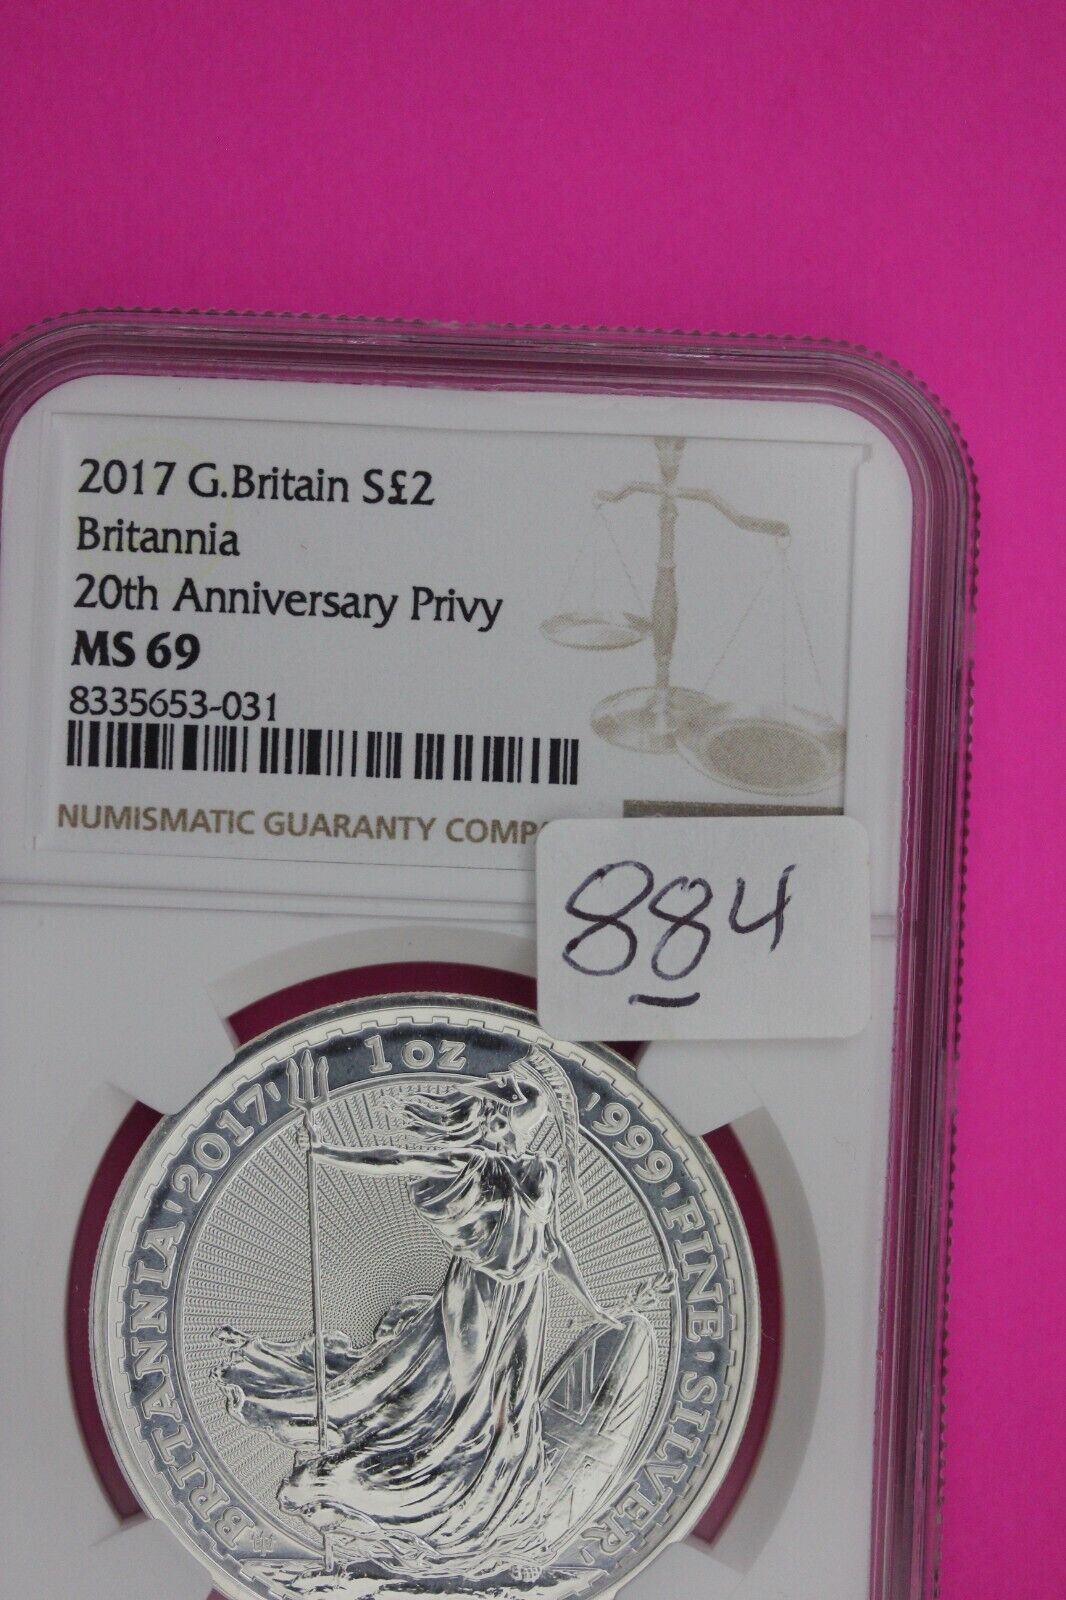 2017 G.Britain S£2
Britannia
20th Anniversary Privy
MS 69
8335653-031
NUMISMATIC GUARANTY COMPA
884
BRITANNIA 2017 1 OZ 999 FINE SILVER